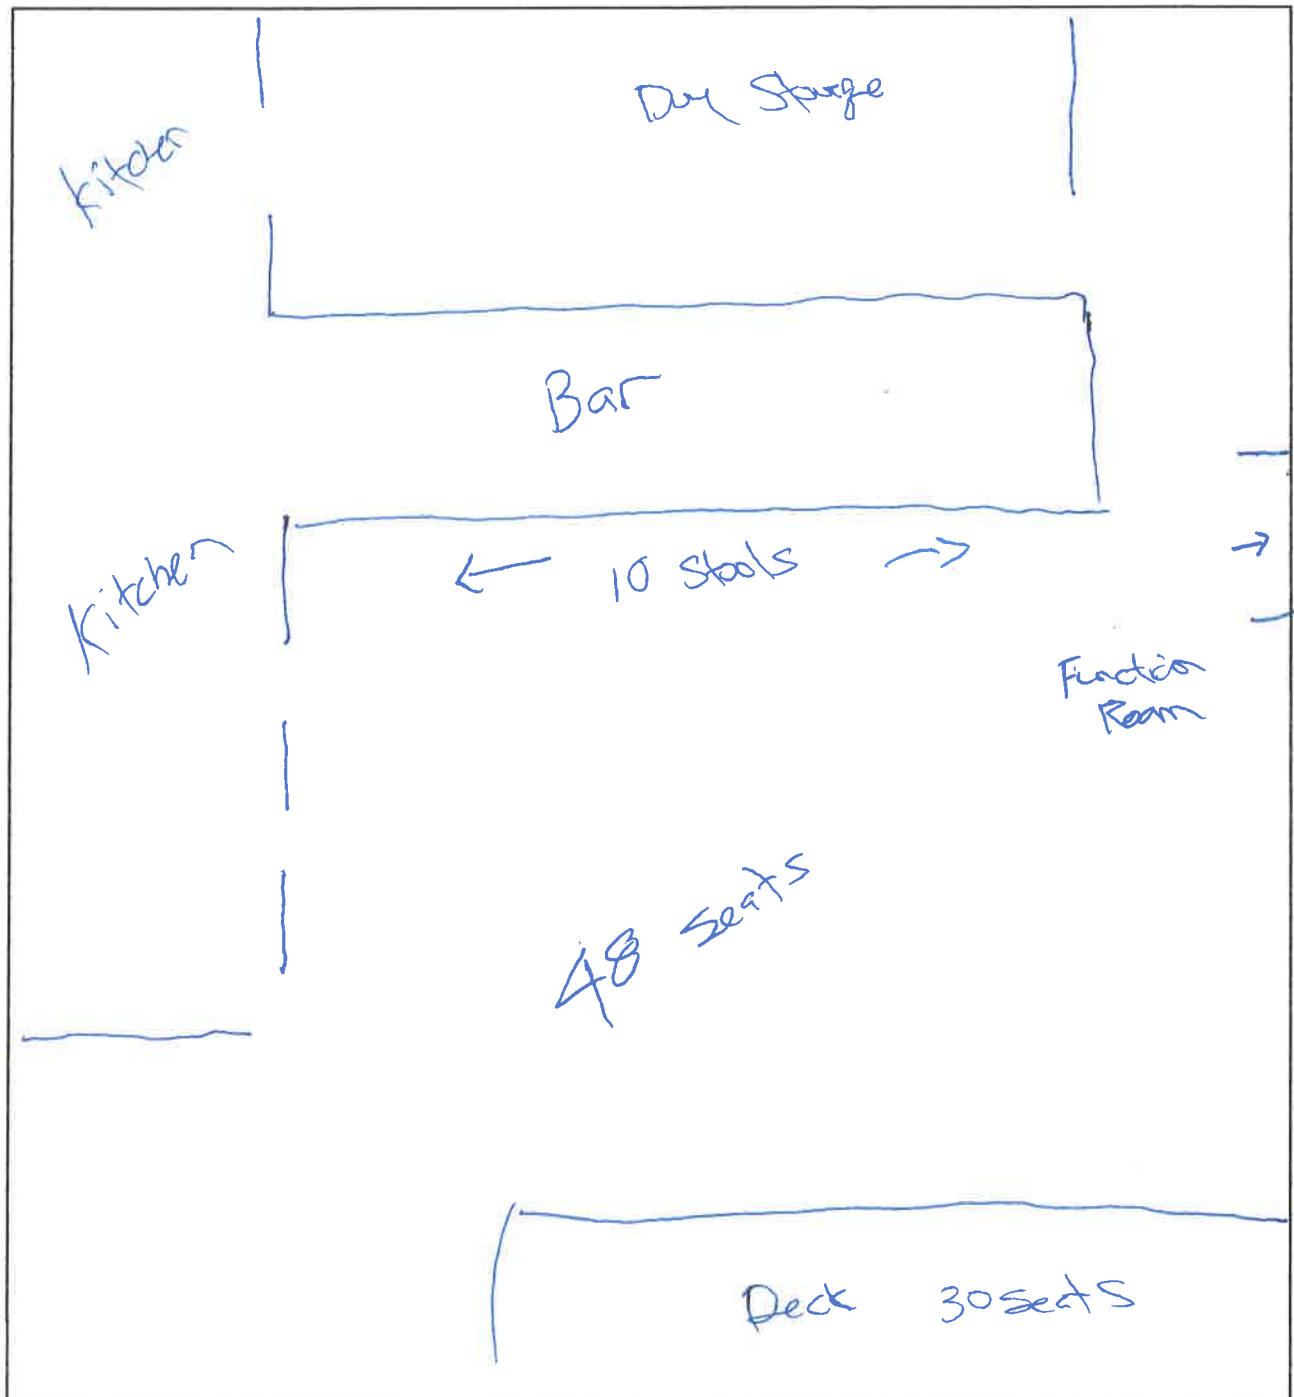 Dry Storage
Kitchen
Bar
Kitchen
← 10 Stools →
→
Function
Room
48 seats
Deck 30 Seats